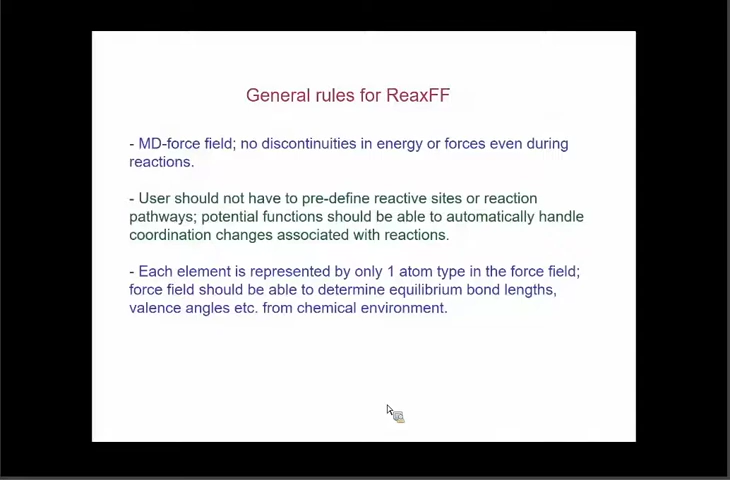 General rules for ReaxFF
- MD-force field; no discontinuities in energy or forces even during
reactions.
- User should not have to pre-define reactive sites or reaction
pathways; potential functions should be able to automatically handle
coordination changes associated with reactions.
- Each element is represented by only 1 atom type in the force field;
force field should be able to determine equilibrium bond lengths,
valence angles etc. from chemical environment.